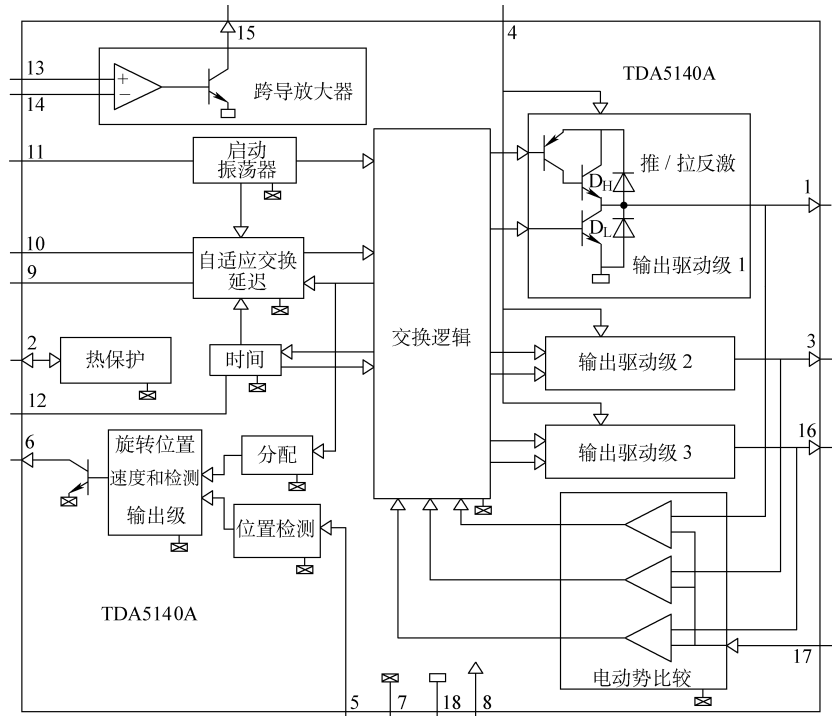 15
4
13
+
−
14
跨导放大器
TDA5140A
11
启动
振荡器
推/拉反激
D_H
1
D_L
10
9
自适应交换
延迟
输出驱动级 1
2
热保护
时间
交换逻辑
输出驱动级 2
3
12
6
旋转位置
速度和检测
输出级
分配
输出驱动级 3
16
位置检测
TDA5140A
电动势比较
17
5
7
18
8